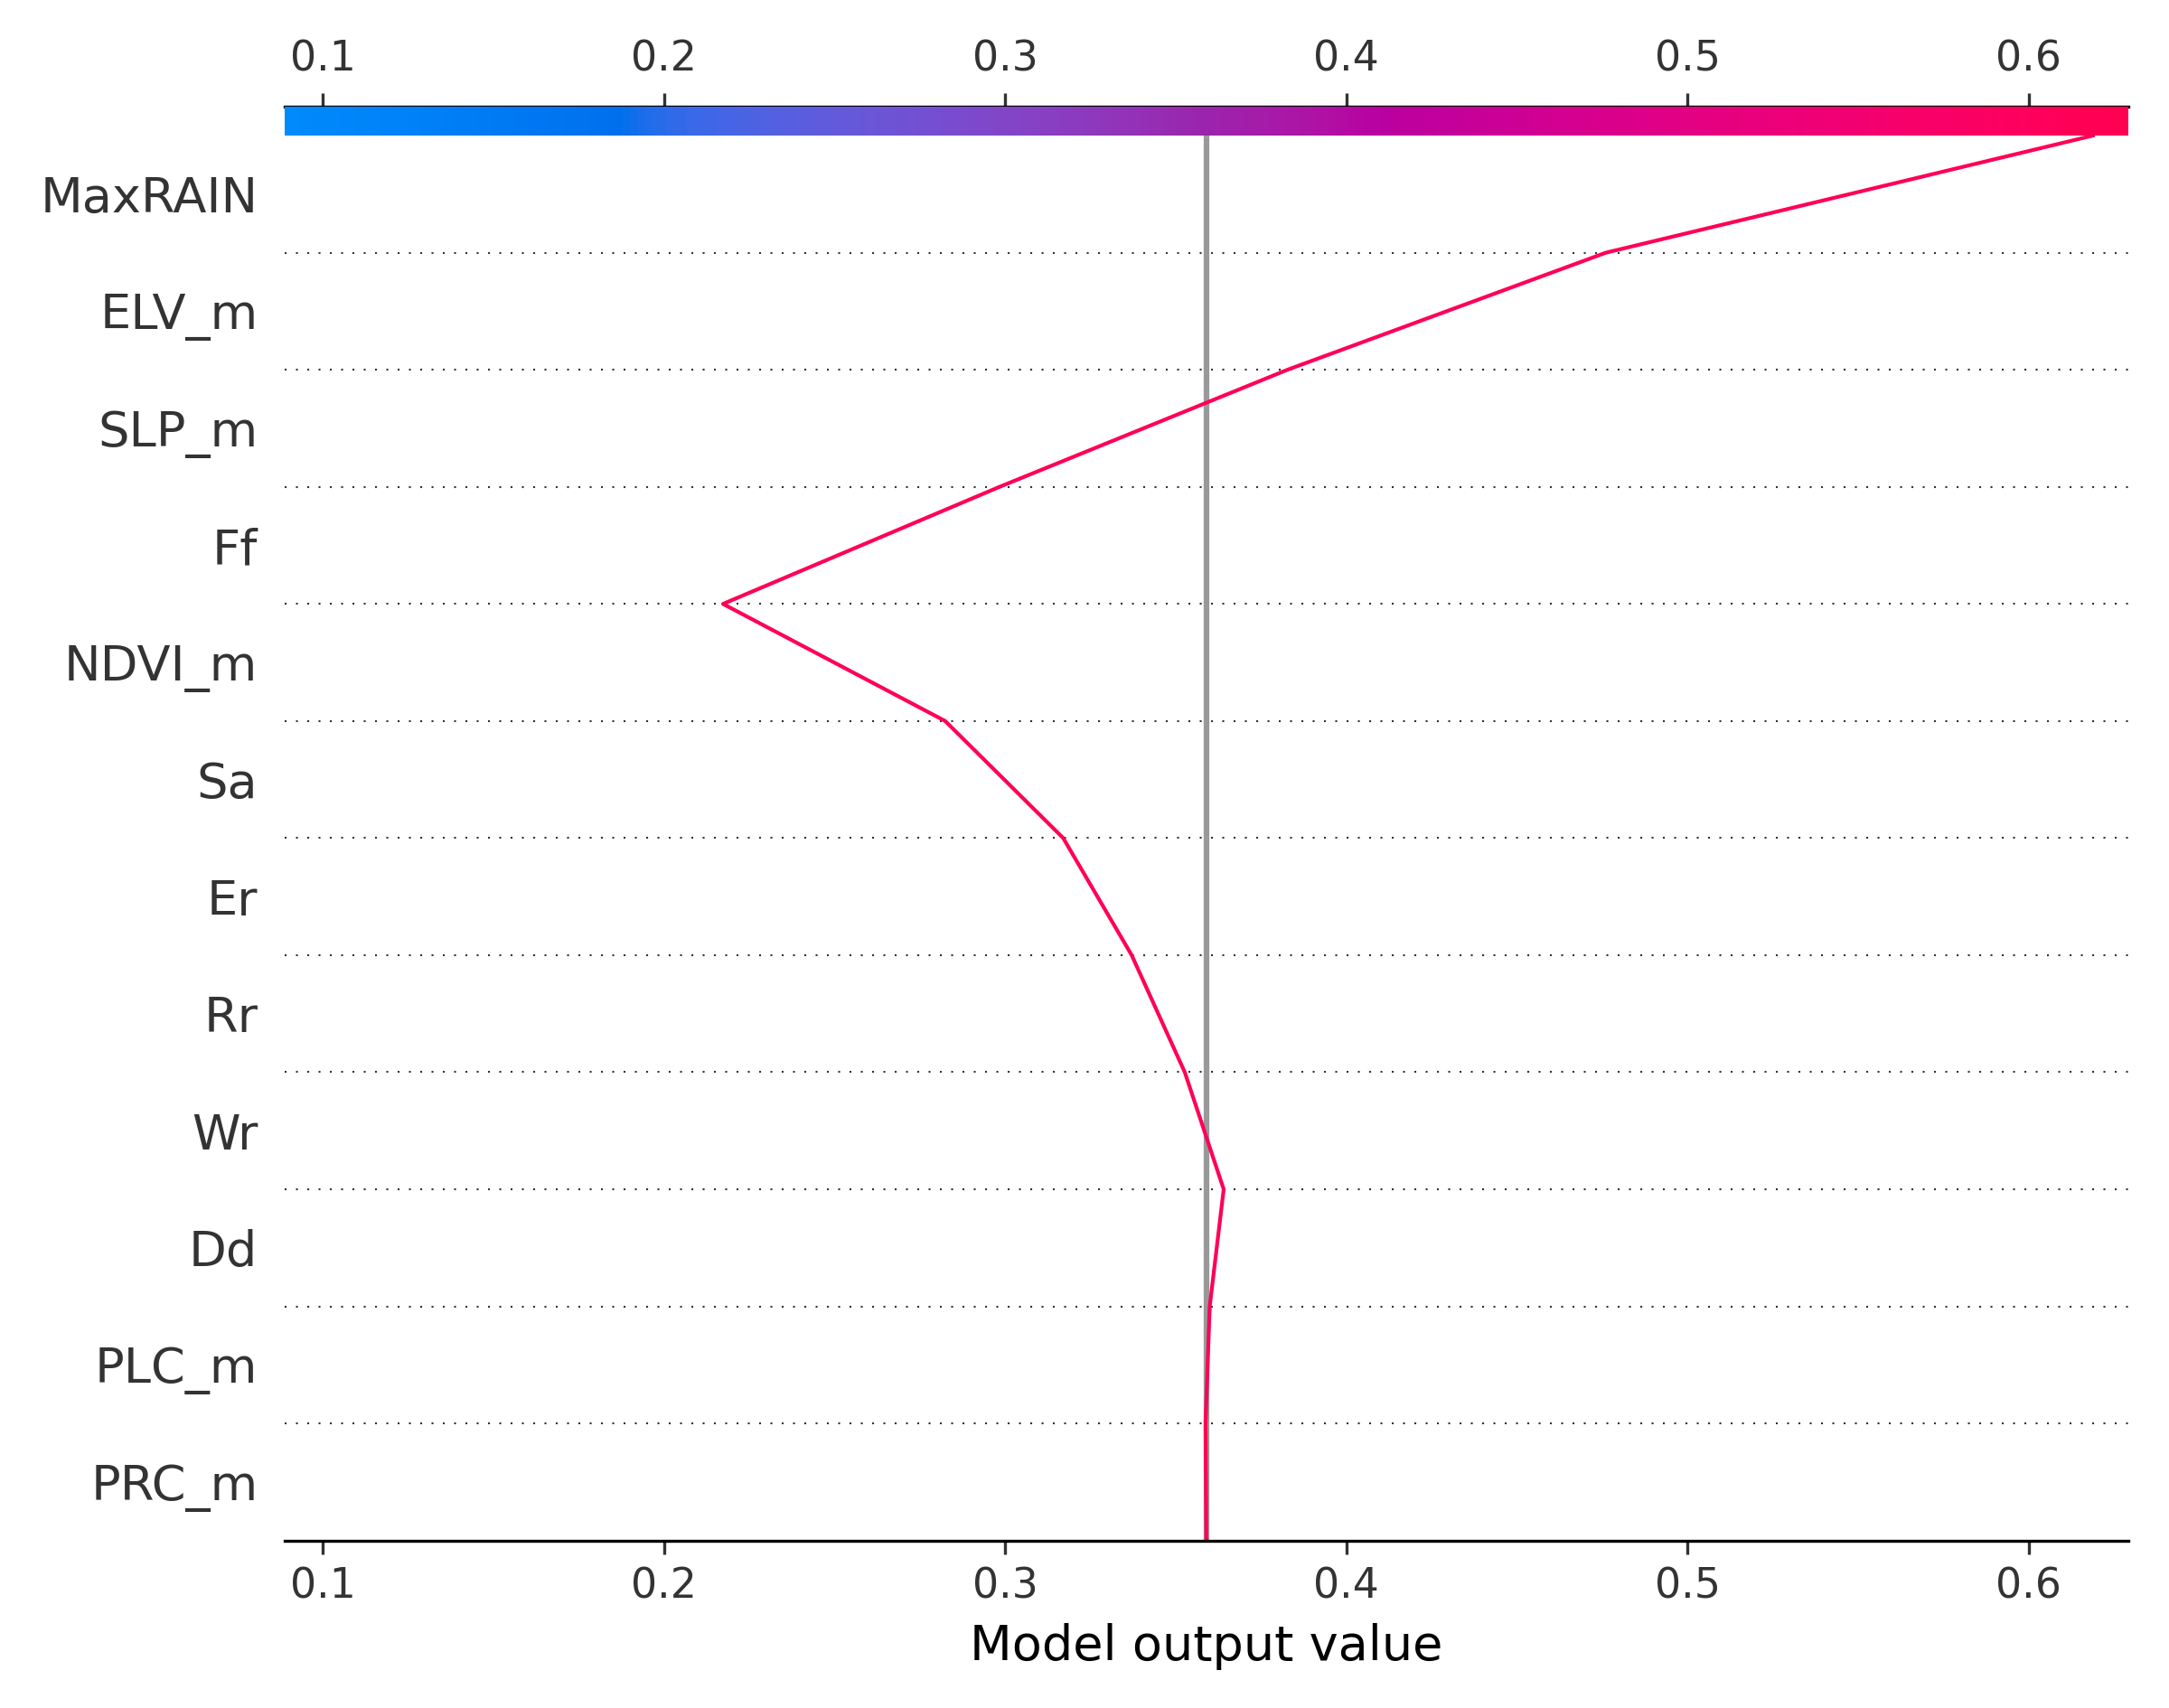 0.1 0.2 0.3 0.4 0.5 0.6
MaxRAIN
ELV_m
SLP_m
Ff
NDVI_m
Sa
Er
Rr
Wr
Dd
PLC_m
PRC_m
0.1 0.2 0.3 0.4 0.5 0.6
Model output value